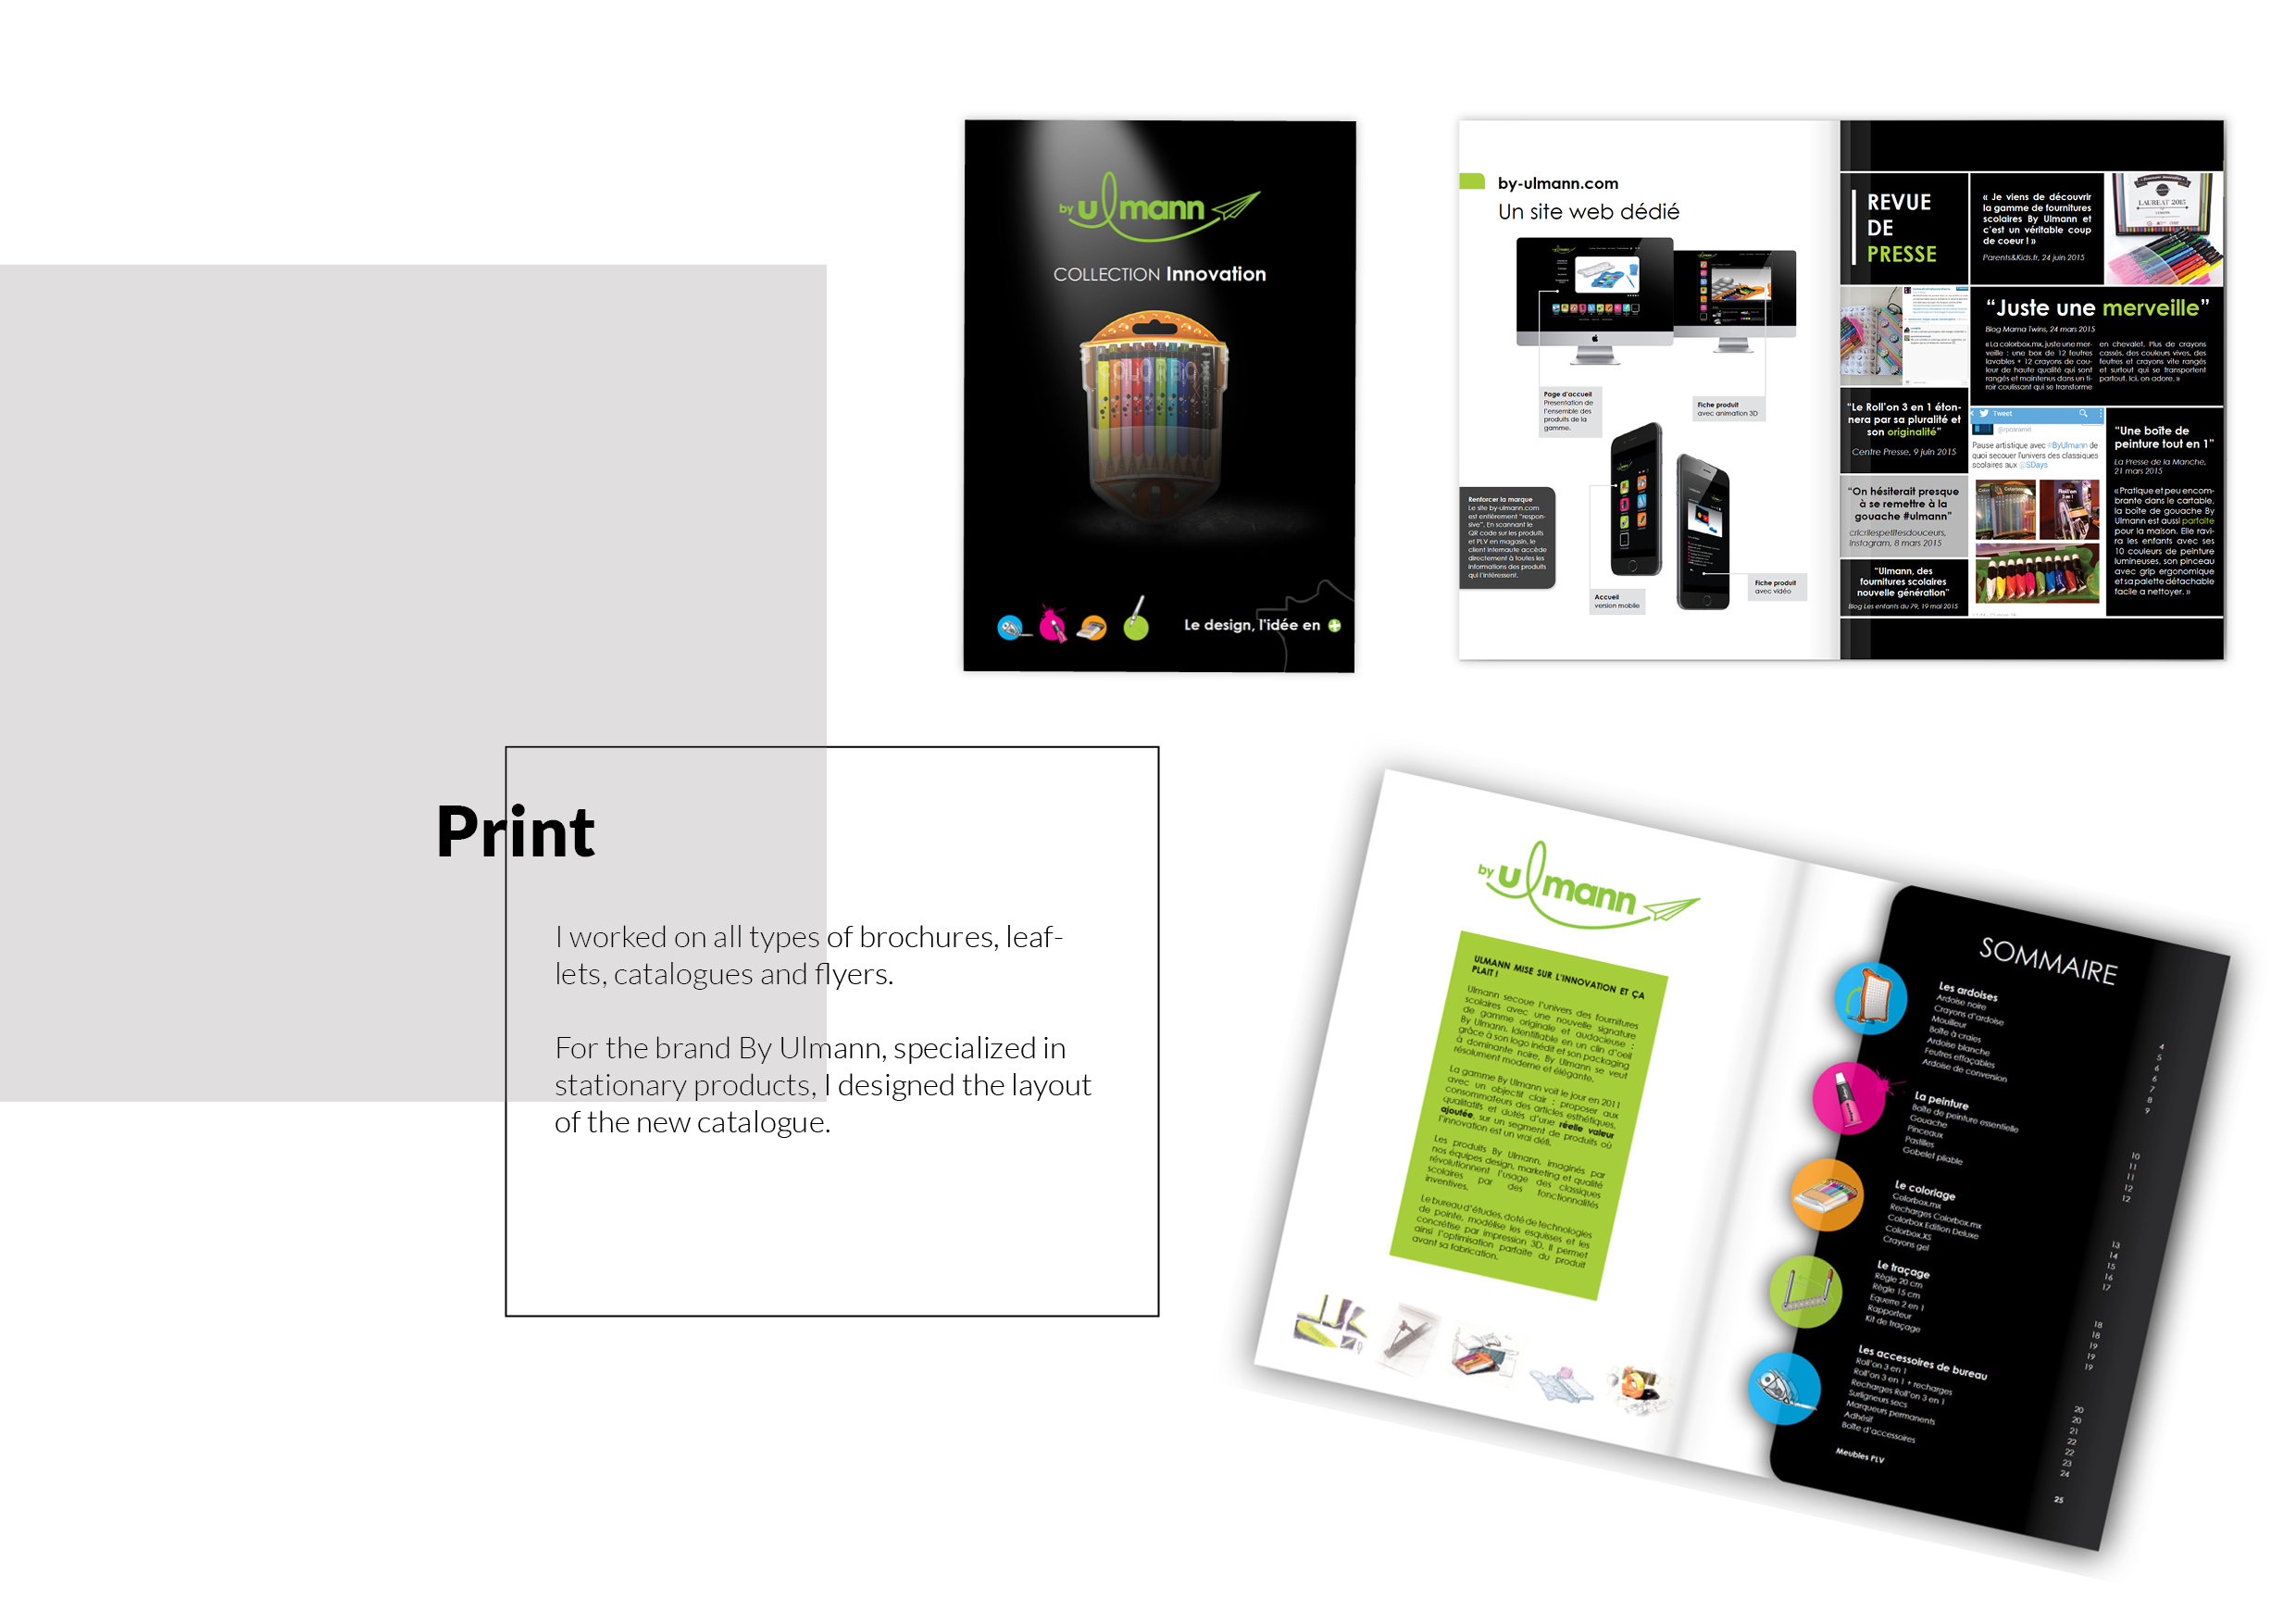 by ulmann
COLLECTION Innovation
COLORBOX
Le design, l'idée en
by-ulmann.com
Un site web dédié
Page d'accueil
Presentation de
l'ensemble des
produits de la
gamme.
Fiche produit
avec animation 3D
Renforcer la marque
Le site by-ulmann.com
est entièrement "respon-
sive". En scannant le
QR code sur les produits
et PLV en magasin, le
client internaute accède
directement à toutes les
informations des produits
qui l'intéressent.
Accueil
version mobile
Fiche produit
avec vidéo
REVUE
DE
PRESSE
« Je viens de découvrir
la gamme de fournitures
scolaires By Ulmann et
c'est un véritable coup
de coeur ! »
Parents&Kids.fr, 24 juin 2015
LAUREAT 2015
“Juste une merveille”
Blog Mama Twins, 24 mars 2015
« La colorbox.mx, juste une mer-
veille : une box de 12 feutres
lavables + 12 crayons de cou-
leur de haute qualité qui sont
rangés et maintenus dans un ti-
roir coulissant qui se transforme
en chevalet. Plus de crayons
cassés, des couleurs vives, des
feutres et crayons vite rangés
et surtout qui se transportent
partout. Ici, on adore. »
“Le Roll'on 3 en 1 éton-
nera par sa pluralité et
son originalité”
Centre Presse, 9 juin 2015
Tweet
Pause artistique avec #ByUlmann de
quoi secouer l'univers des classiques
scolaires aux @SDays
“Une boîte de
peinture tout en 1”
La Presse de la Manche,
21 mars 2015
« Pratique et peu encom-
brante dans le cartable,
la boîte de gouache By
Ulmann est aussi parfaite
pour la maison. Elle ravi-
ra les enfants avec ses
10 couleurs de peinture
lumineuses, son pinceau
avec grip ergonomique
et sa palette détachable
facile a nettoyer. »
“On hésiterait presque
à se remettre à la
gouache #ulmann”
cricrilespetitesdouceurs,
Instagram, 8 mars 2015
“Ulmann, des
fournitures scolaires
nouvelle génération”
Blog Les enfants du 79, 19 mai 2015
Print
I worked on all types of brochures, leaf-
lets, catalogues and flyers.
For the brand By Ulmann, specialized in
stationary products, I designed the layout
of the new catalogue.
by ulmann
ULMANN MISE SUR L'INNOVATION ET ÇA
PLAIT !
Ulmann secoue l'univers des fournitures
scolaires avec une nouvelle signature
de gamme originale et audacieuse :
By Ulmann. Identifiable en un clin d'oeil
grâce à son logo inédit et son packaging
à dominante noire, By Ulmann se veut
résolument moderne et élégante.
La gamme By Ulmann voit le jour en 2011
avec un objectif clair : proposer aux
consommateurs des articles esthétiques,
qualitatifs et dotés d'une réelle valeur
ajoutée, sur un segment de produits où
l'innovation est un vrai défi.
Les produits By Ulmann, imaginés par
nos équipes design, marketing et qualité
révolutionnent l'usage des classiques
scolaires par des fonctionnalités
inventives.
Le bureau d'études, doté de technologies
de pointe, modélise les esquisses et les
concrétise par impression 3D. Il permet
ainsi l'optimisation parfaite du produit
avant sa fabrication.
SOMMAIRE
Les ardoises
Ardoise noire 4
Crayons d'ardoise 5
Mouilleur 6
Boîte à craies 6
Ardoise blanche 7
Feutres effaçables 8
Ardoise de conversion 9
La peinture
Boîte de peinture essentielle 10
Gouache 11
Pinceaux 11
Pastilles 12
Gobelet pliable 12
Le coloriage
Colorbox.mx 13
Recharges Colorbox.mx 14
Colorbox Edition Deluxe 15
Colorbox.XS 16
Crayons gel 17
Le traçage
Règle 20 cm 18
Règle 15 cm 18
Equerre 2 en 1 19
Rapporteur 19
Kit de traçage 19
Les accessoires de bureau
Roll'on 3 en 1 20
Roll'on 3 en 1 + recharges 20
Recharges Roll'on 3 en 1 21
Surligneurs secs 22
Marqueurs permanents 22
Adhésif 23
Boîte d'accessoires 24
Meubles PLV 25